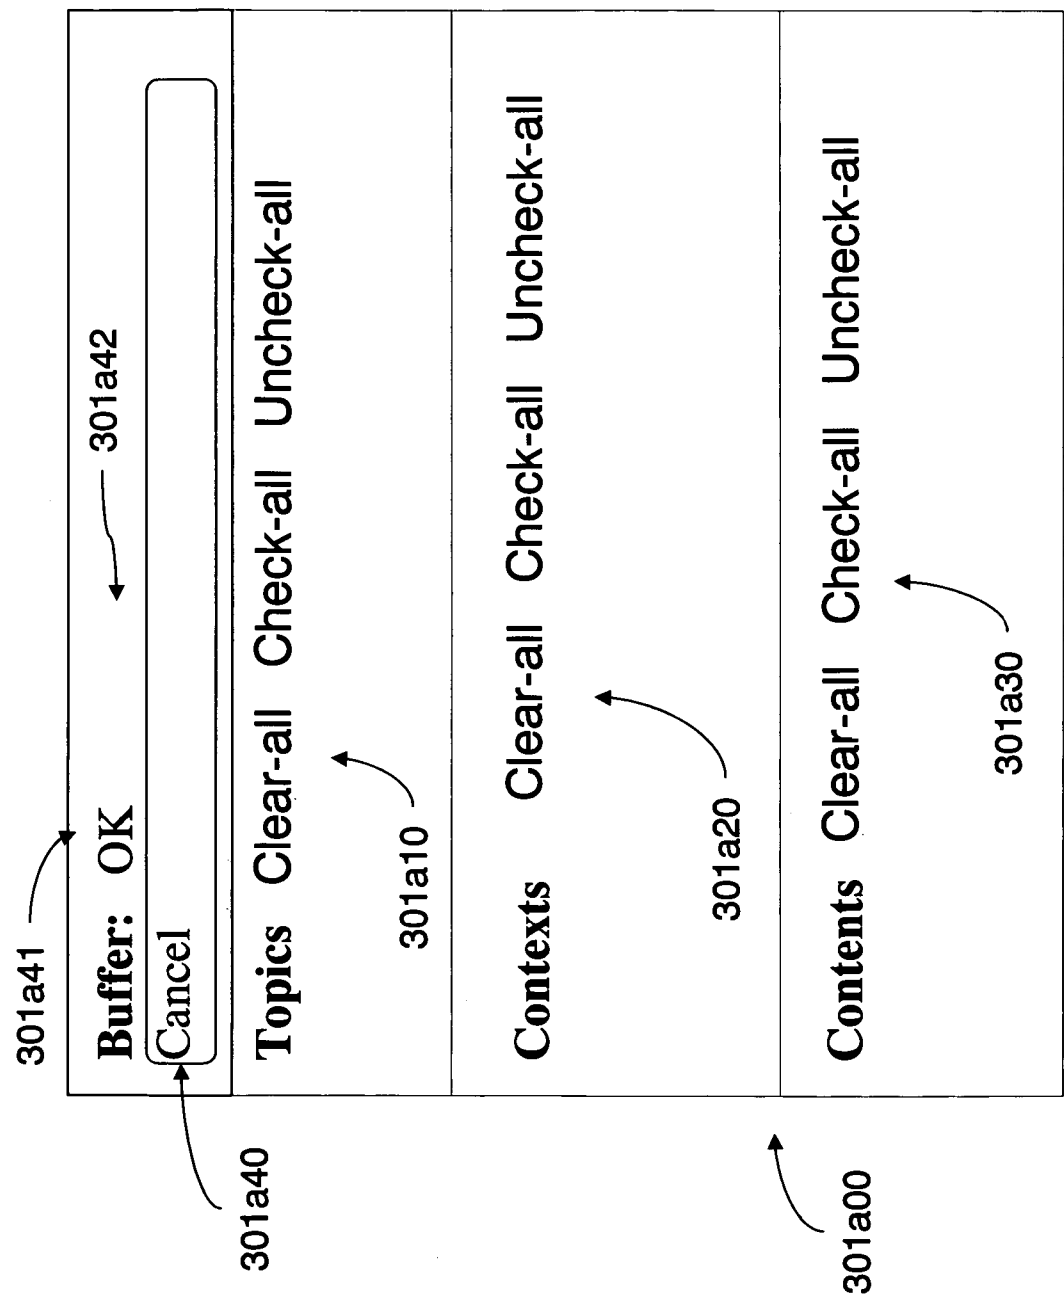 301a41
301a42
Buffer: OK
Cancel
301a40
Topics Clear-all Check-all Uncheck-all
301a10
Contexts Clear-all Check-all Uncheck-all
301a20
301a00
Contents Clear-all Check-all Uncheck-all
301a30